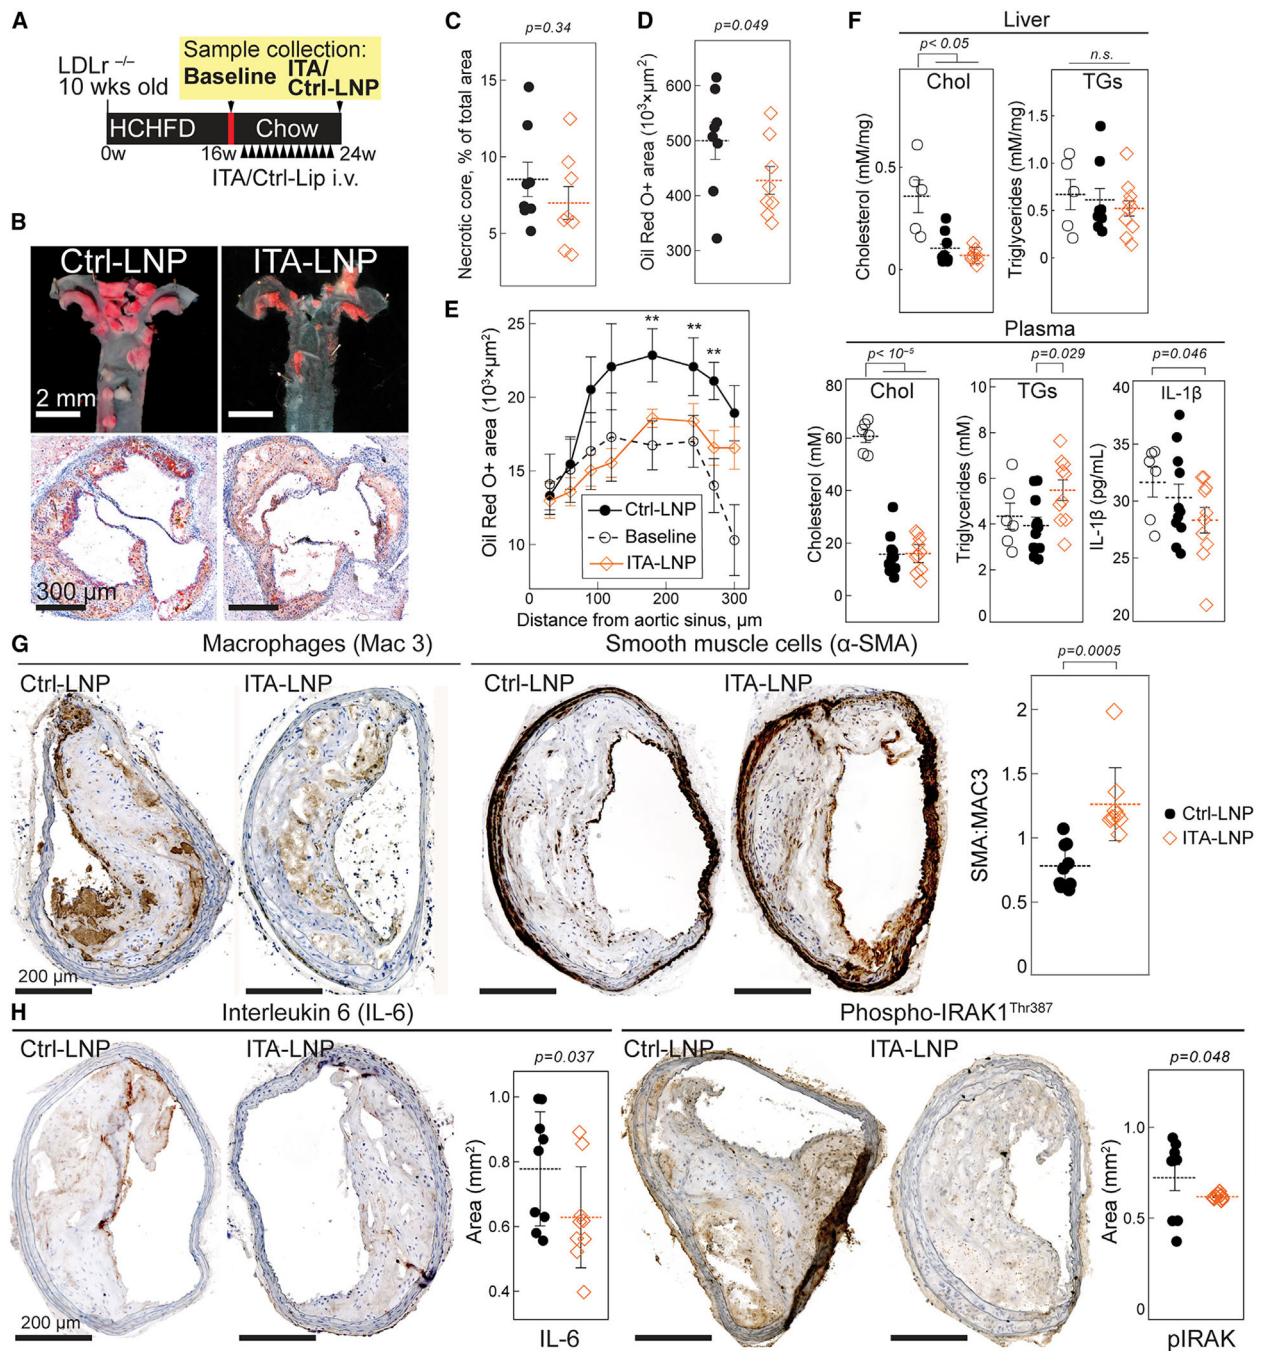 A
LDLr –/–
10 wks old
Sample collection:
Baseline ITA/
Ctrl-LNP
HCHFD
Chow
0w
16w
24w
ITA/Ctrl-Lip i.v.
B
Ctrl-LNP
ITA-LNP
2 mm
300 µm
C
p=0.34
Necrotic core, % of total area
15
10
5
D
p=0.049
Oil Red O+ area (10³×µm²)
600
500
400
300
E
Oil Red O+ area (10³×µm²)
25
20
15
10
**
**
**
Ctrl-LNP
Baseline
ITA-LNP
0
100
200
300
Distance from aortic sinus, µm
F
Liver
p< 0.05
Chol
Cholesterol (mM/mg)
0.5
0
n.s.
TGs
Triglycerides (mM/mg)
1.5
1.0
0.5
0
Plasma
p< 10⁻⁵
Chol
Cholesterol (mM)
80
60
40
20
0
p=0.029
TGs
Triglycerides (mM)
10
8
6
4
2
0
p=0.046
IL-1β
IL-1β (pg/mL)
40
35
30
25
20
G
Macrophages (Mac 3)
Ctrl-LNP
ITA-LNP
200 µm
Smooth muscle cells (α-SMA)
Ctrl-LNP
ITA-LNP
p=0.0005
SMA:MAC3
2
1.5
1
0.5
0
Ctrl-LNP
ITA-LNP
H
Interleukin 6 (IL-6)
Ctrl-LNP
ITA-LNP
200 µm
p=0.037
Area (mm²)
1.0
0.8
0.6
0.4
IL-6
Phospho-IRAK1Thr387
Ctrl-LNP
ITA-LNP
p=0.048
Area (mm²)
1.0
0.5
0
pIRAK